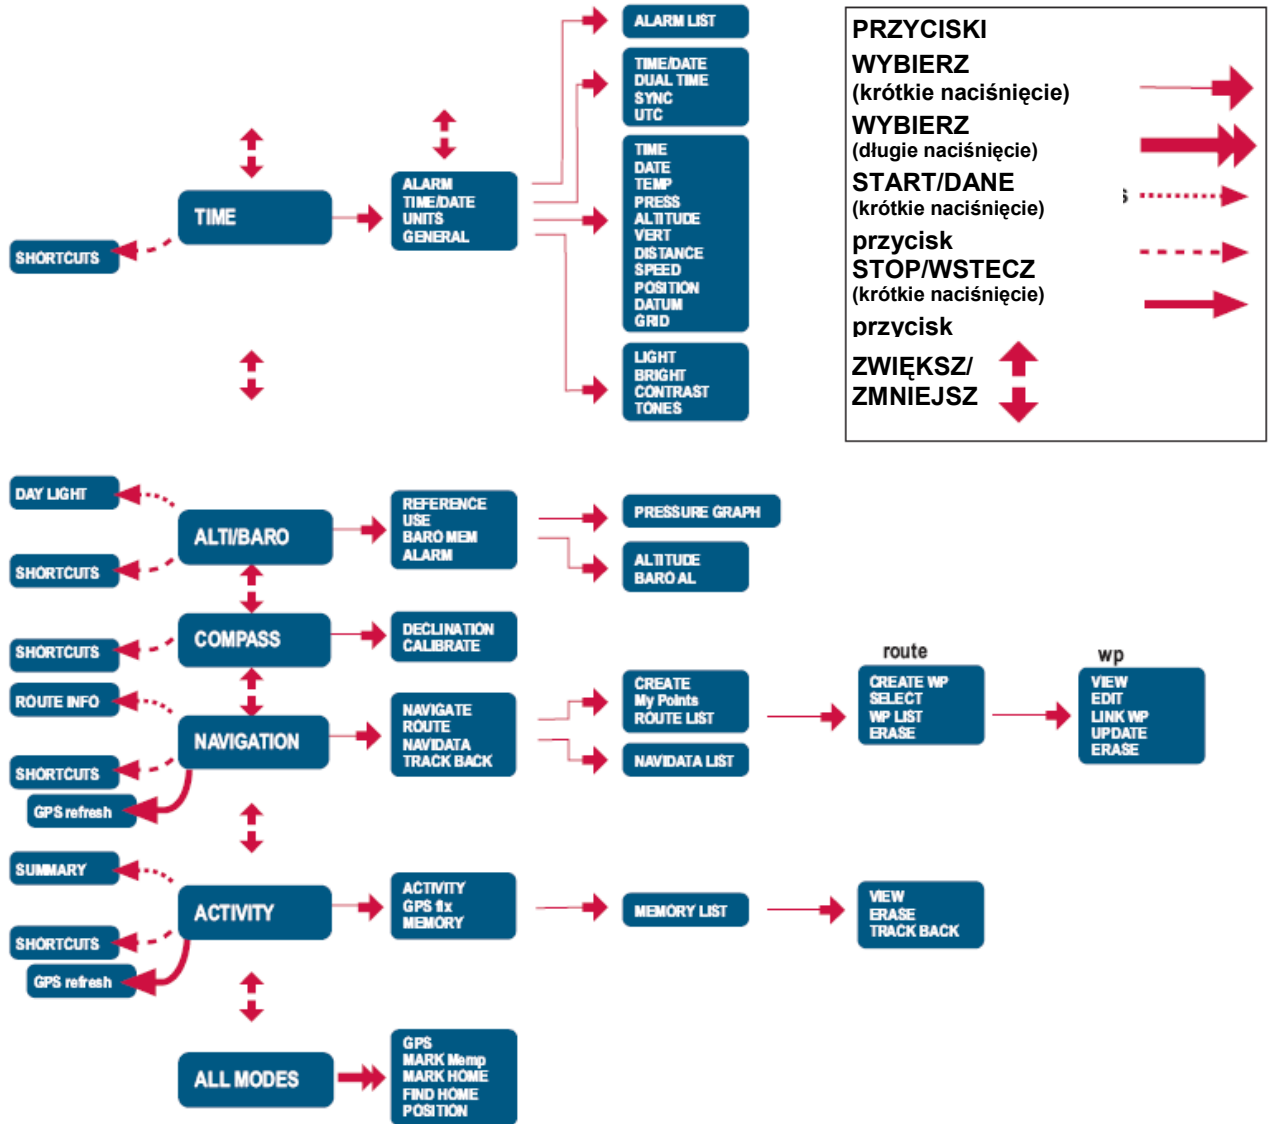 ALARM LIST
TIME/DATE
DUAL TIME
SYNC
UTC
TIME
DATE
TEMP
PRESS
ALTITUDE
VERT
DISTANCE
SPEED
POSITION
DATUM
GRID
LIGHT
BRIGHT
CONTRAST
TONES
ALARM
TIME/DATE
UNITS
GENERAL
TIME
SHORTCUTS
PRZYCISKI
WYBIERZ
(krótkie naciśnięcie)
WYBIERZ
(długie naciśnięcie)
START/DANE
(krótkie naciśnięcie)
przycisk
STOP/WSTECZ
(krótkie naciśnięcie)
przycisk
ZWIĘKSZ/
ZMNIEJSZ
DAY LIGHT
ALTI/BARO
SHORTCUTS
REFERENCE
USE
BARO MEM
ALARM
PRESSURE GRAPH
ALTITUDE
BARO AL
COMPASS
SHORTCUTS
DECLINATION
CALIBRATE
ROUTE INFO
NAVIGATION
SHORTCUTS
GPS refresh
NAVIGATE
ROUTE
NAVIDATA
TRACK BACK
CREATE
My Points
ROUTE LIST
NAVIDATA LIST
route
CREATE WP
SELECT
WP LIST
ERASE
wp
VIEW
EDIT
LINK WP
UPDATE
ERASE
SUMMARY
ACTIVITY
SHORTCUTS
GPS refresh
ACTIVITY
GPS fix
MEMORY
MEMORY LIST
VIEW
ERASE
TRACK BACK
ALL MODES
GPS
MARK Memp
MARK HOME
FIND HOME
POSITION